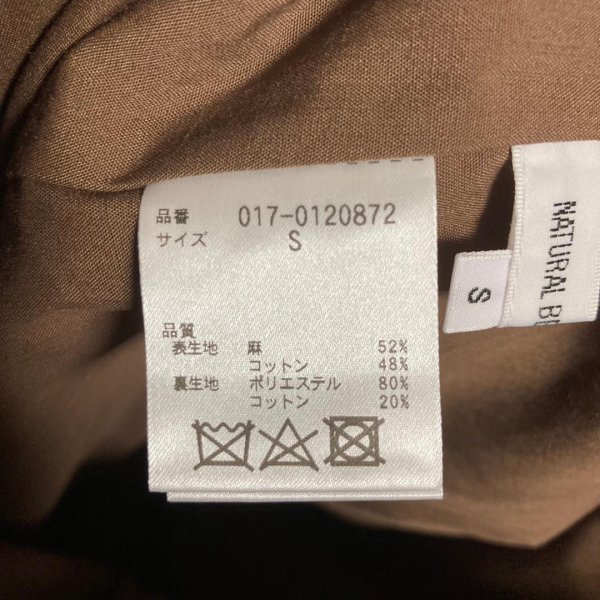 品番 017-0120872
サイズ S
品質
表生地 麻 52%
コットン 48%
裏生地 ポリエステル 80%
コットン 20%
NATURAL BE
S